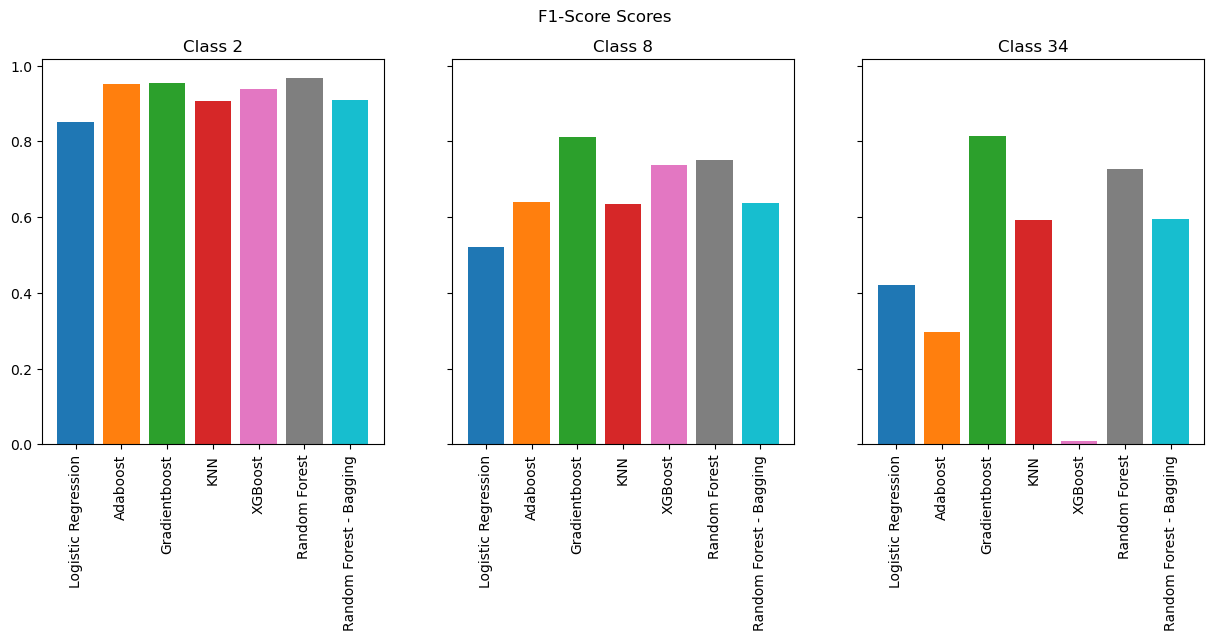 F1-Score Scores
Class 2
Class 8
Class 34
1.0
0.8
0.6
0.4
0.2
0.0
Logistic Regression
Adaboost
Gradientboost
KNN
XGBoost
Random Forest
Random Forest - Bagging
Logistic Regression
Adaboost
Gradientboost
KNN
XGBoost
Random Forest
Random Forest - Bagging
Logistic Regression
Adaboost
Gradientboost
KNN
XGBoost
Random Forest
Random Forest - Bagging